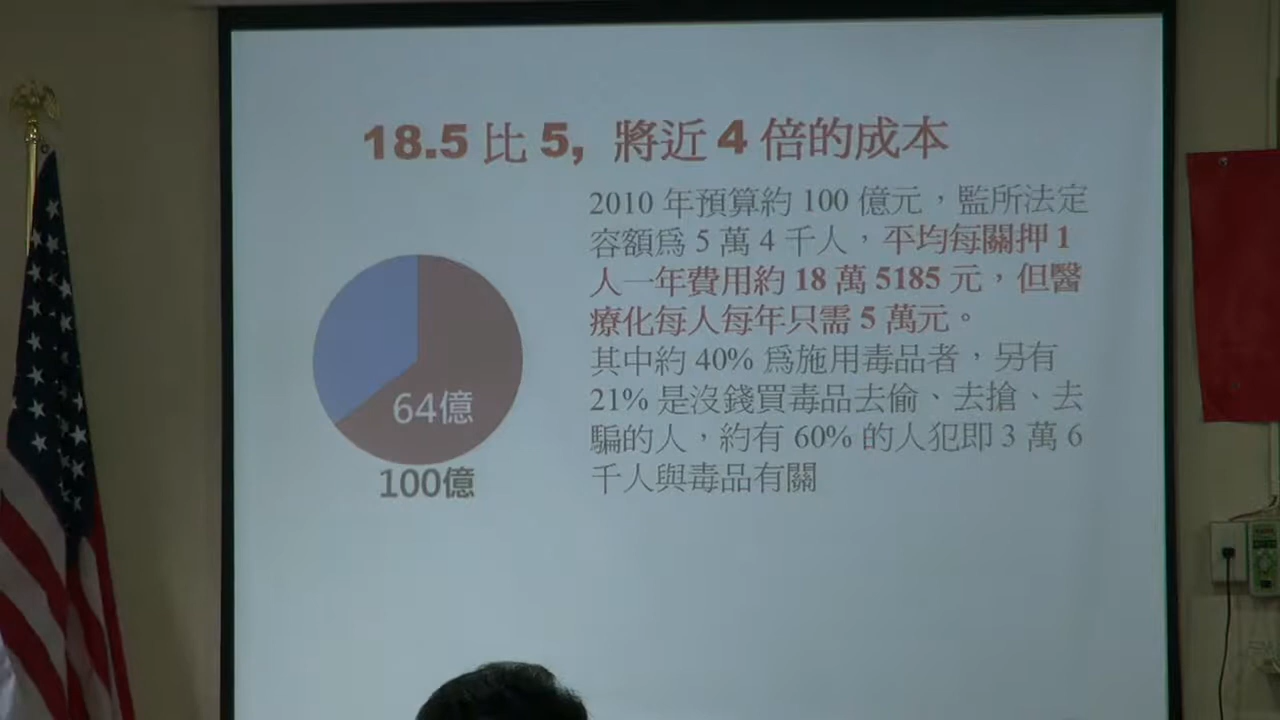 18.5 比 5, 將近 4 倍的成本
2010 年預算約 100 億元，監所法定
容額爲 5 萬 4 千人，平均每關押 1
人一年費用約 18 萬 5185 元，但醫
療化每人每年只需 5 萬元。
其中約 40% 爲施用毒品者，另有
21% 是沒錢買毒品去偷、去搶、去
騙的人，約有 60% 的人犯即 3 萬 6
千人與毒品有關
64億
100億